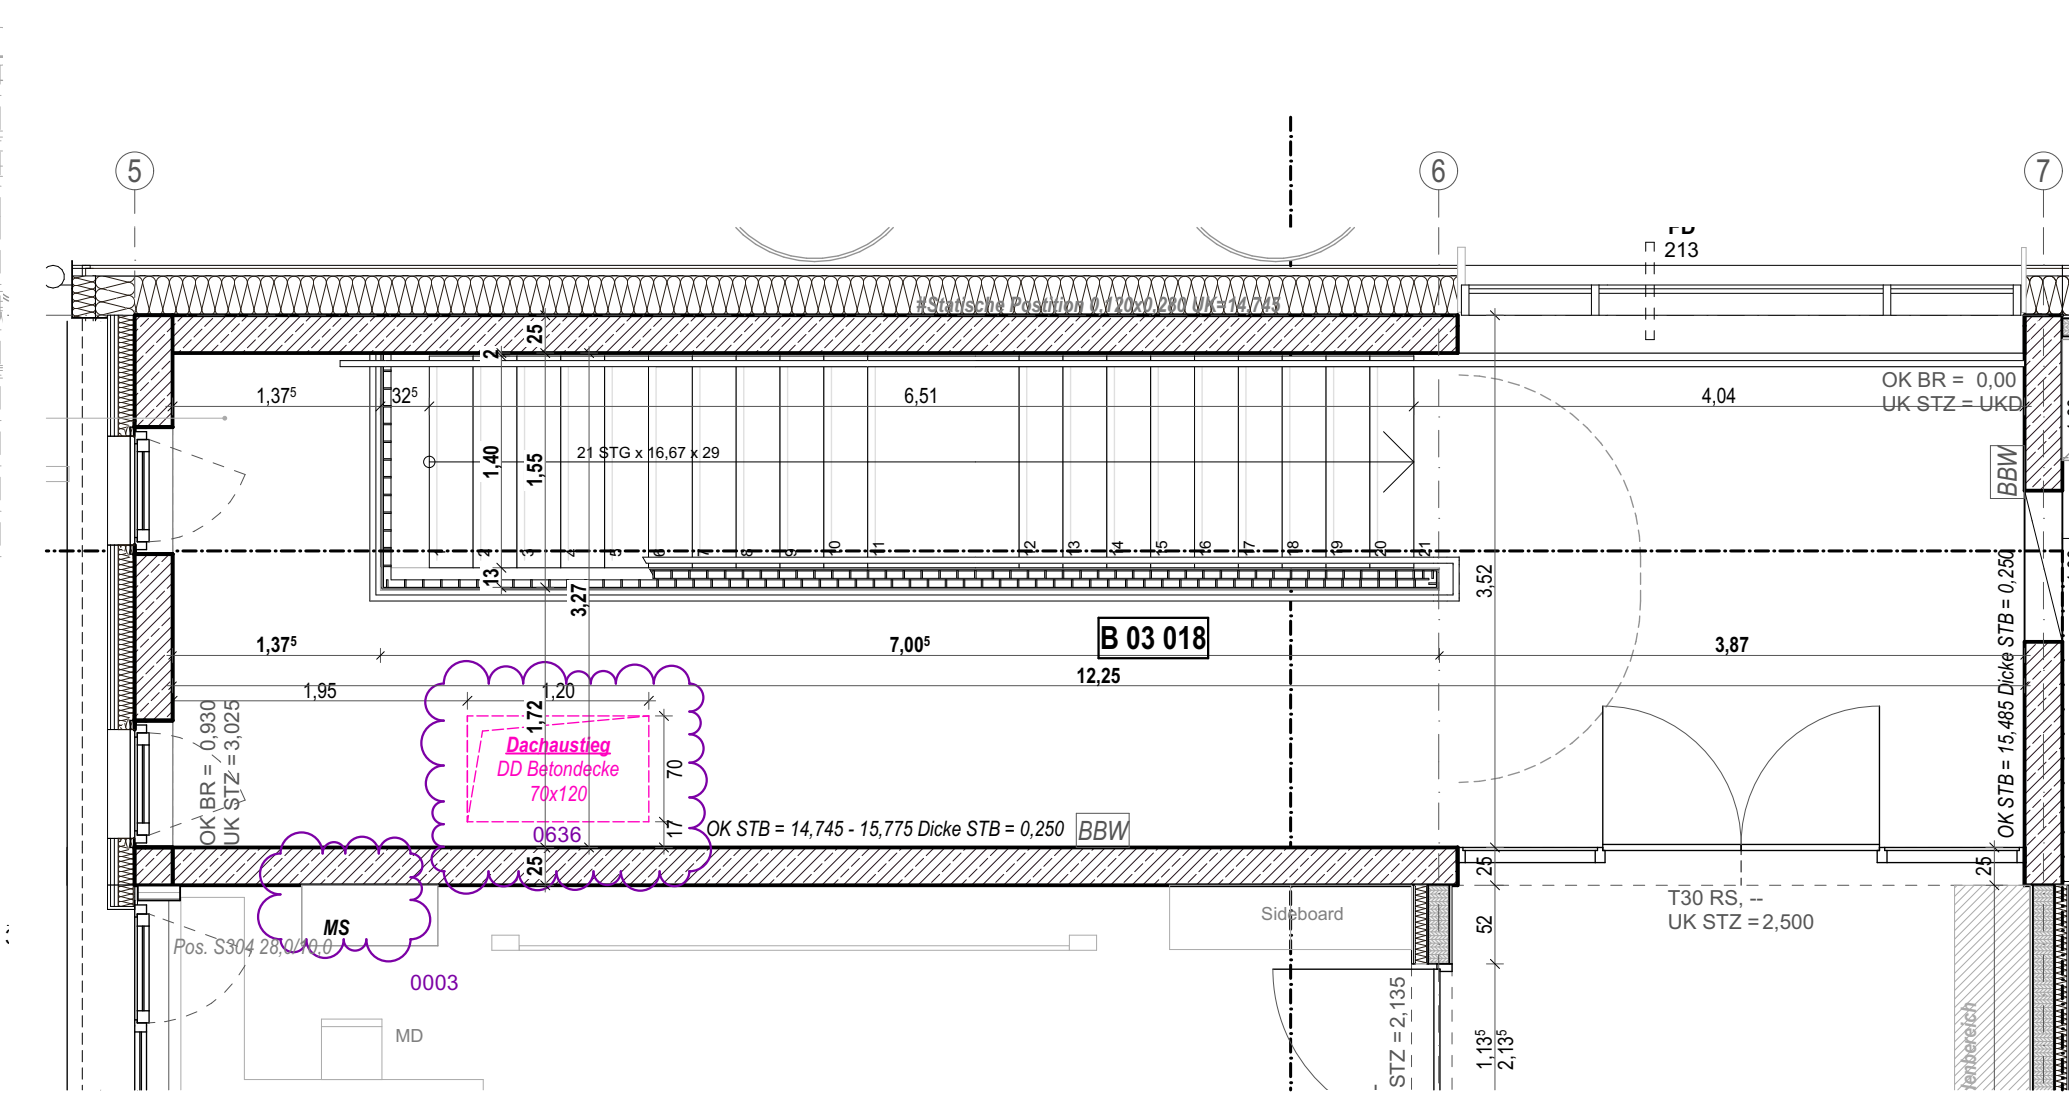 5
6
7
213
#Statische Postition 0,120x0,280 UK=14,745
25
2
1,37⁵
32⁵
6,51
4,04
OK BR = 0,00
UK STZ = UKD
1,40
1,55
21 STG x 16,67 x 29
BBW
1
2
3
4
5
6
7
8
9
10
11
12
13
14
15
16
17
18
19
20
21
13
3,27
3,52
B 03 018
1,37⁵
7,00⁵
3,87
12,25
1,95
1,20
1,72
OK BR = 0,930
UK STZ = 3,025
Dachaustieg
DD Betondecke
70x120
70
17
0636
OK STB = 14,745 - 15,775 Dicke STB = 0,250
BBW
OK STB = 15,485 Dicke STB = 0,250
25
25
25
MS
Pos. S304 28,0/10,0
0003
MD
Sideboard
52
T30 RS, --
UK STZ = 2,500
STZ = 2,135
1,13⁵
2,13⁵